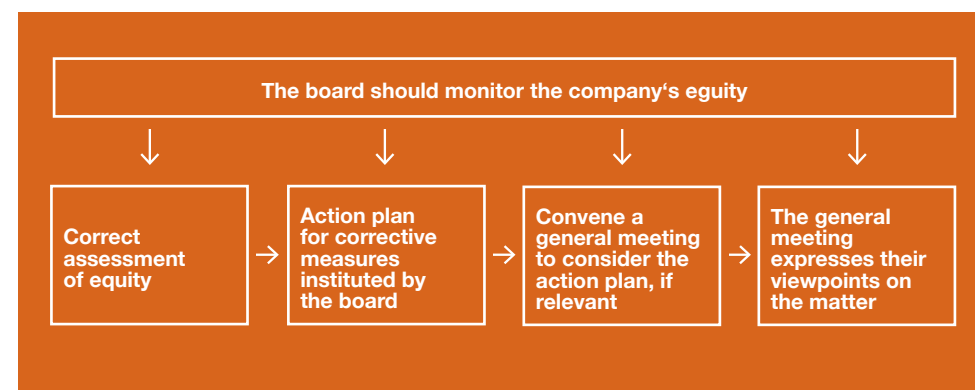 The board should monitor the company‘s eguity
Correct
assessment
of equity
Action plan
for corrective
measures
instituted by
the board
Convene a
general meeting
to consider the
action plan, if
relevant
The general
meeting
expresses their
viewpoints on
the matter